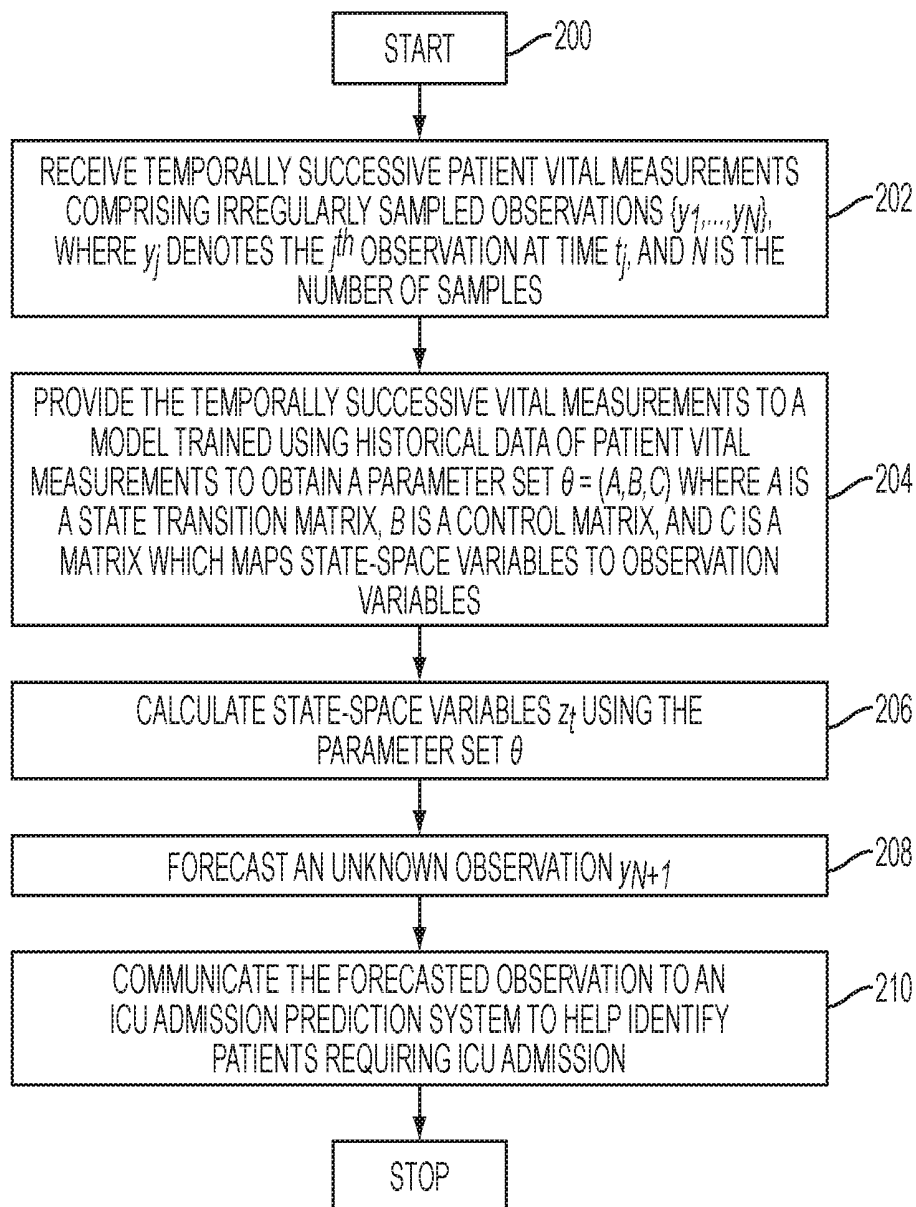 START
200
RECEIVE TEMPORALLY SUCCESSIVE PATIENT VITAL MEASUREMENTS
COMPRISING IRREGULARLY SAMPLED OBSERVATIONS {y1,...,yN},
WHERE yj DENOTES THE jth OBSERVATION AT TIME tj, AND N IS THE
NUMBER OF SAMPLES
202
PROVIDE THE TEMPORALLY SUCCESSIVE VITAL MEASUREMENTS TO A
MODEL TRAINED USING HISTORICAL DATA OF PATIENT VITAL
MEASUREMENTS TO OBTAIN A PARAMETER SET θ = (A,B,C) WHERE A IS
A STATE TRANSITION MATRIX, B IS A CONTROL MATRIX, AND C IS A
MATRIX WHICH MAPS STATE-SPACE VARIABLES TO OBSERVATION
VARIABLES
204
CALCULATE STATE-SPACE VARIABLES zt USING THE
PARAMETER SET θ
206
FORECAST AN UNKNOWN OBSERVATION yN+1
208
COMMUNICATE THE FORECASTED OBSERVATION TO AN
ICU ADMISSION PREDICTION SYSTEM TO HELP IDENTIFY
PATIENTS REQUIRING ICU ADMISSION
210
STOP